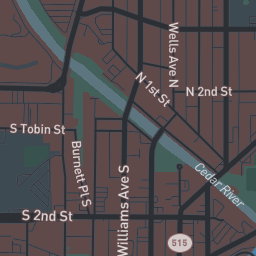 Wells Ave N
N 1st St
N 2nd St
S Tobin St
Burnett Pl S
Williams Ave S
Cedar River
S 2nd St
515